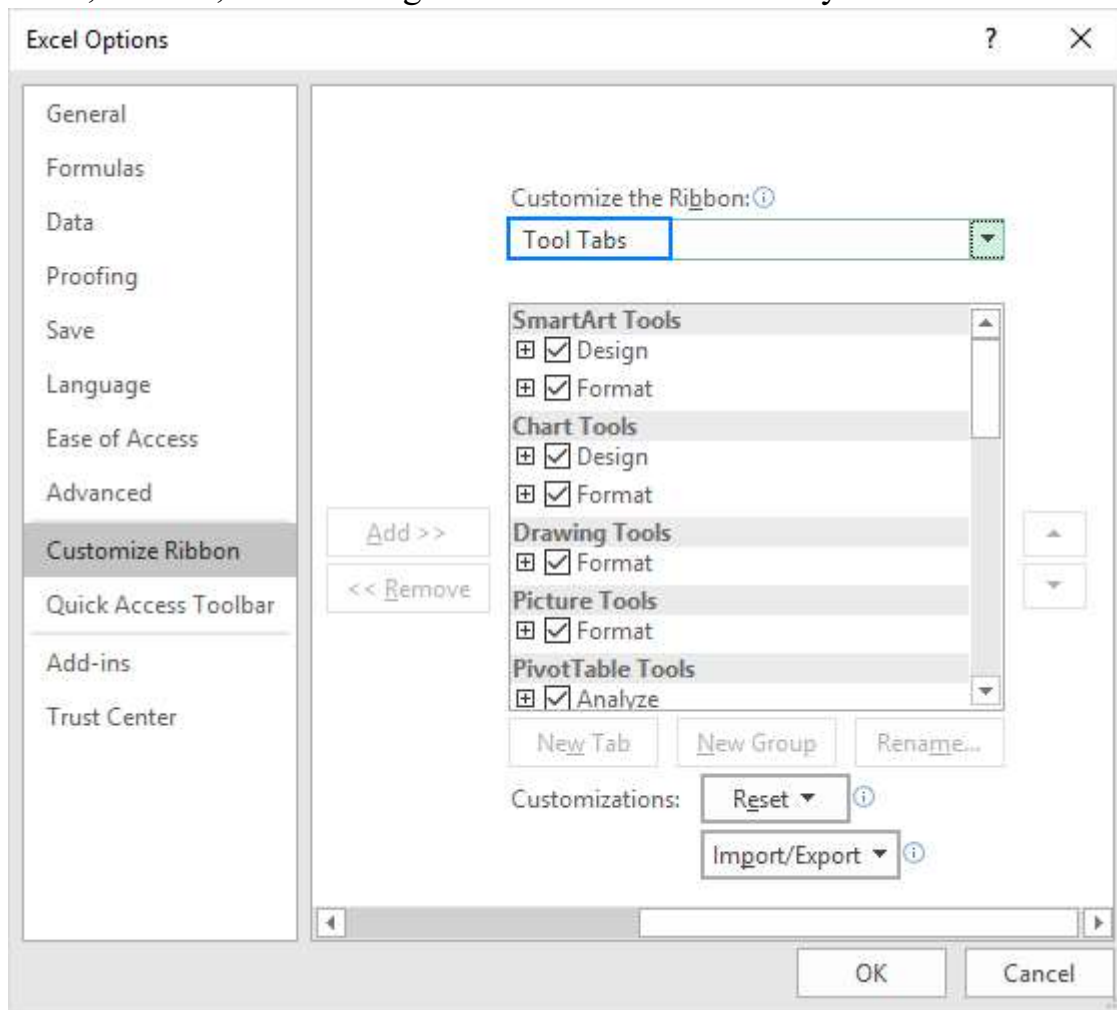 Excel Options
?
General
Formulas
Data
Proofing
Save
Language
Ease of Access
Advanced
Customize Ribbon
Quick Access Toolbar
Add-ins
Trust Center
Customize the Ribbon:
Tool Tabs
SmartArt Tools
Design
Format
Chart Tools
Design
Format
Drawing Tools
Format
Picture Tools
Format
PivotTable Tools
Analyze
Add >>
<< Remove
New Tab New Group Rename...
Customizations: Reset
Import/Export
OK Cancel